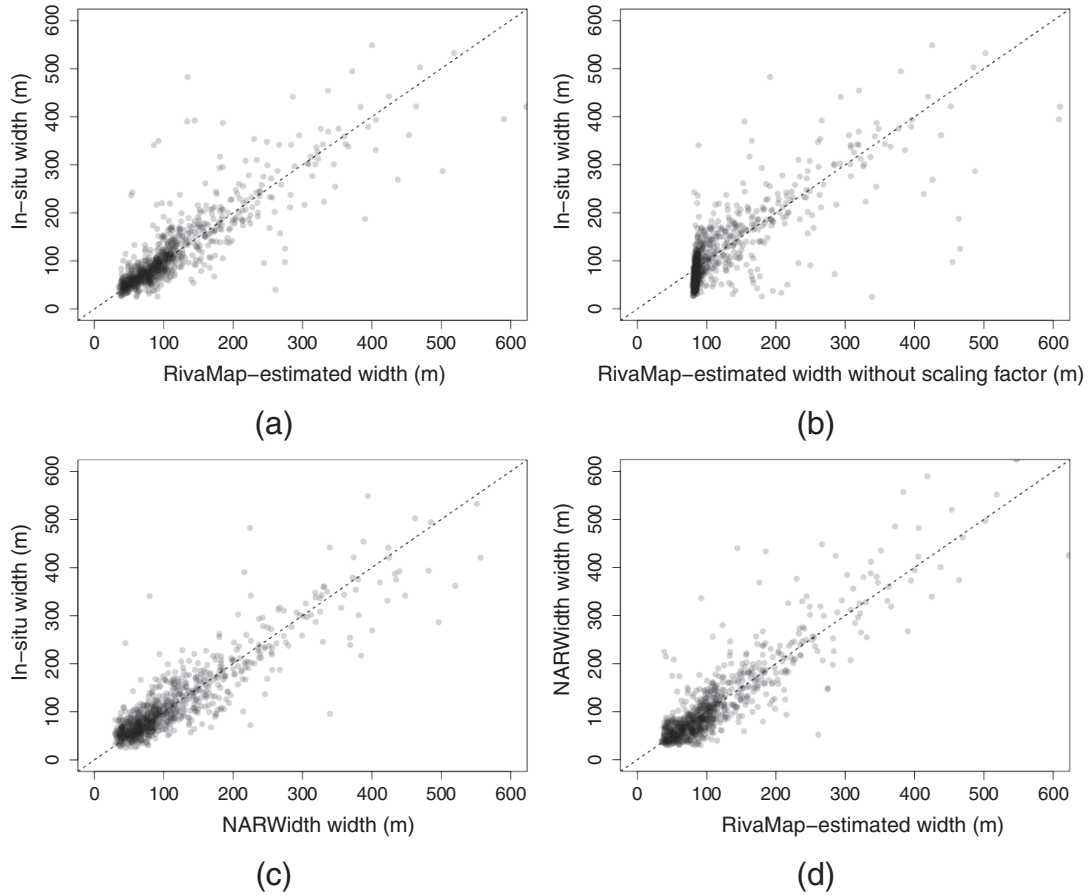 600
500
400
300
200
100
0
In−situ width (m)
0 100 200 300 400 500 600
RivaMap−estimated width (m)
(a)
600
500
400
300
200
100
0
In−situ width (m)
0 100 200 300 400 500 600
RivaMap−estimated width without scaling factor (m)
(b)
600
500
400
300
200
100
0
In−situ width (m)
0 100 200 300 400 500 600
NARWidth width (m)
(c)
600
500
400
300
200
100
0
NARWidth width (m)
0 100 200 300 400 500 600
RivaMap−estimated width (m)
(d)